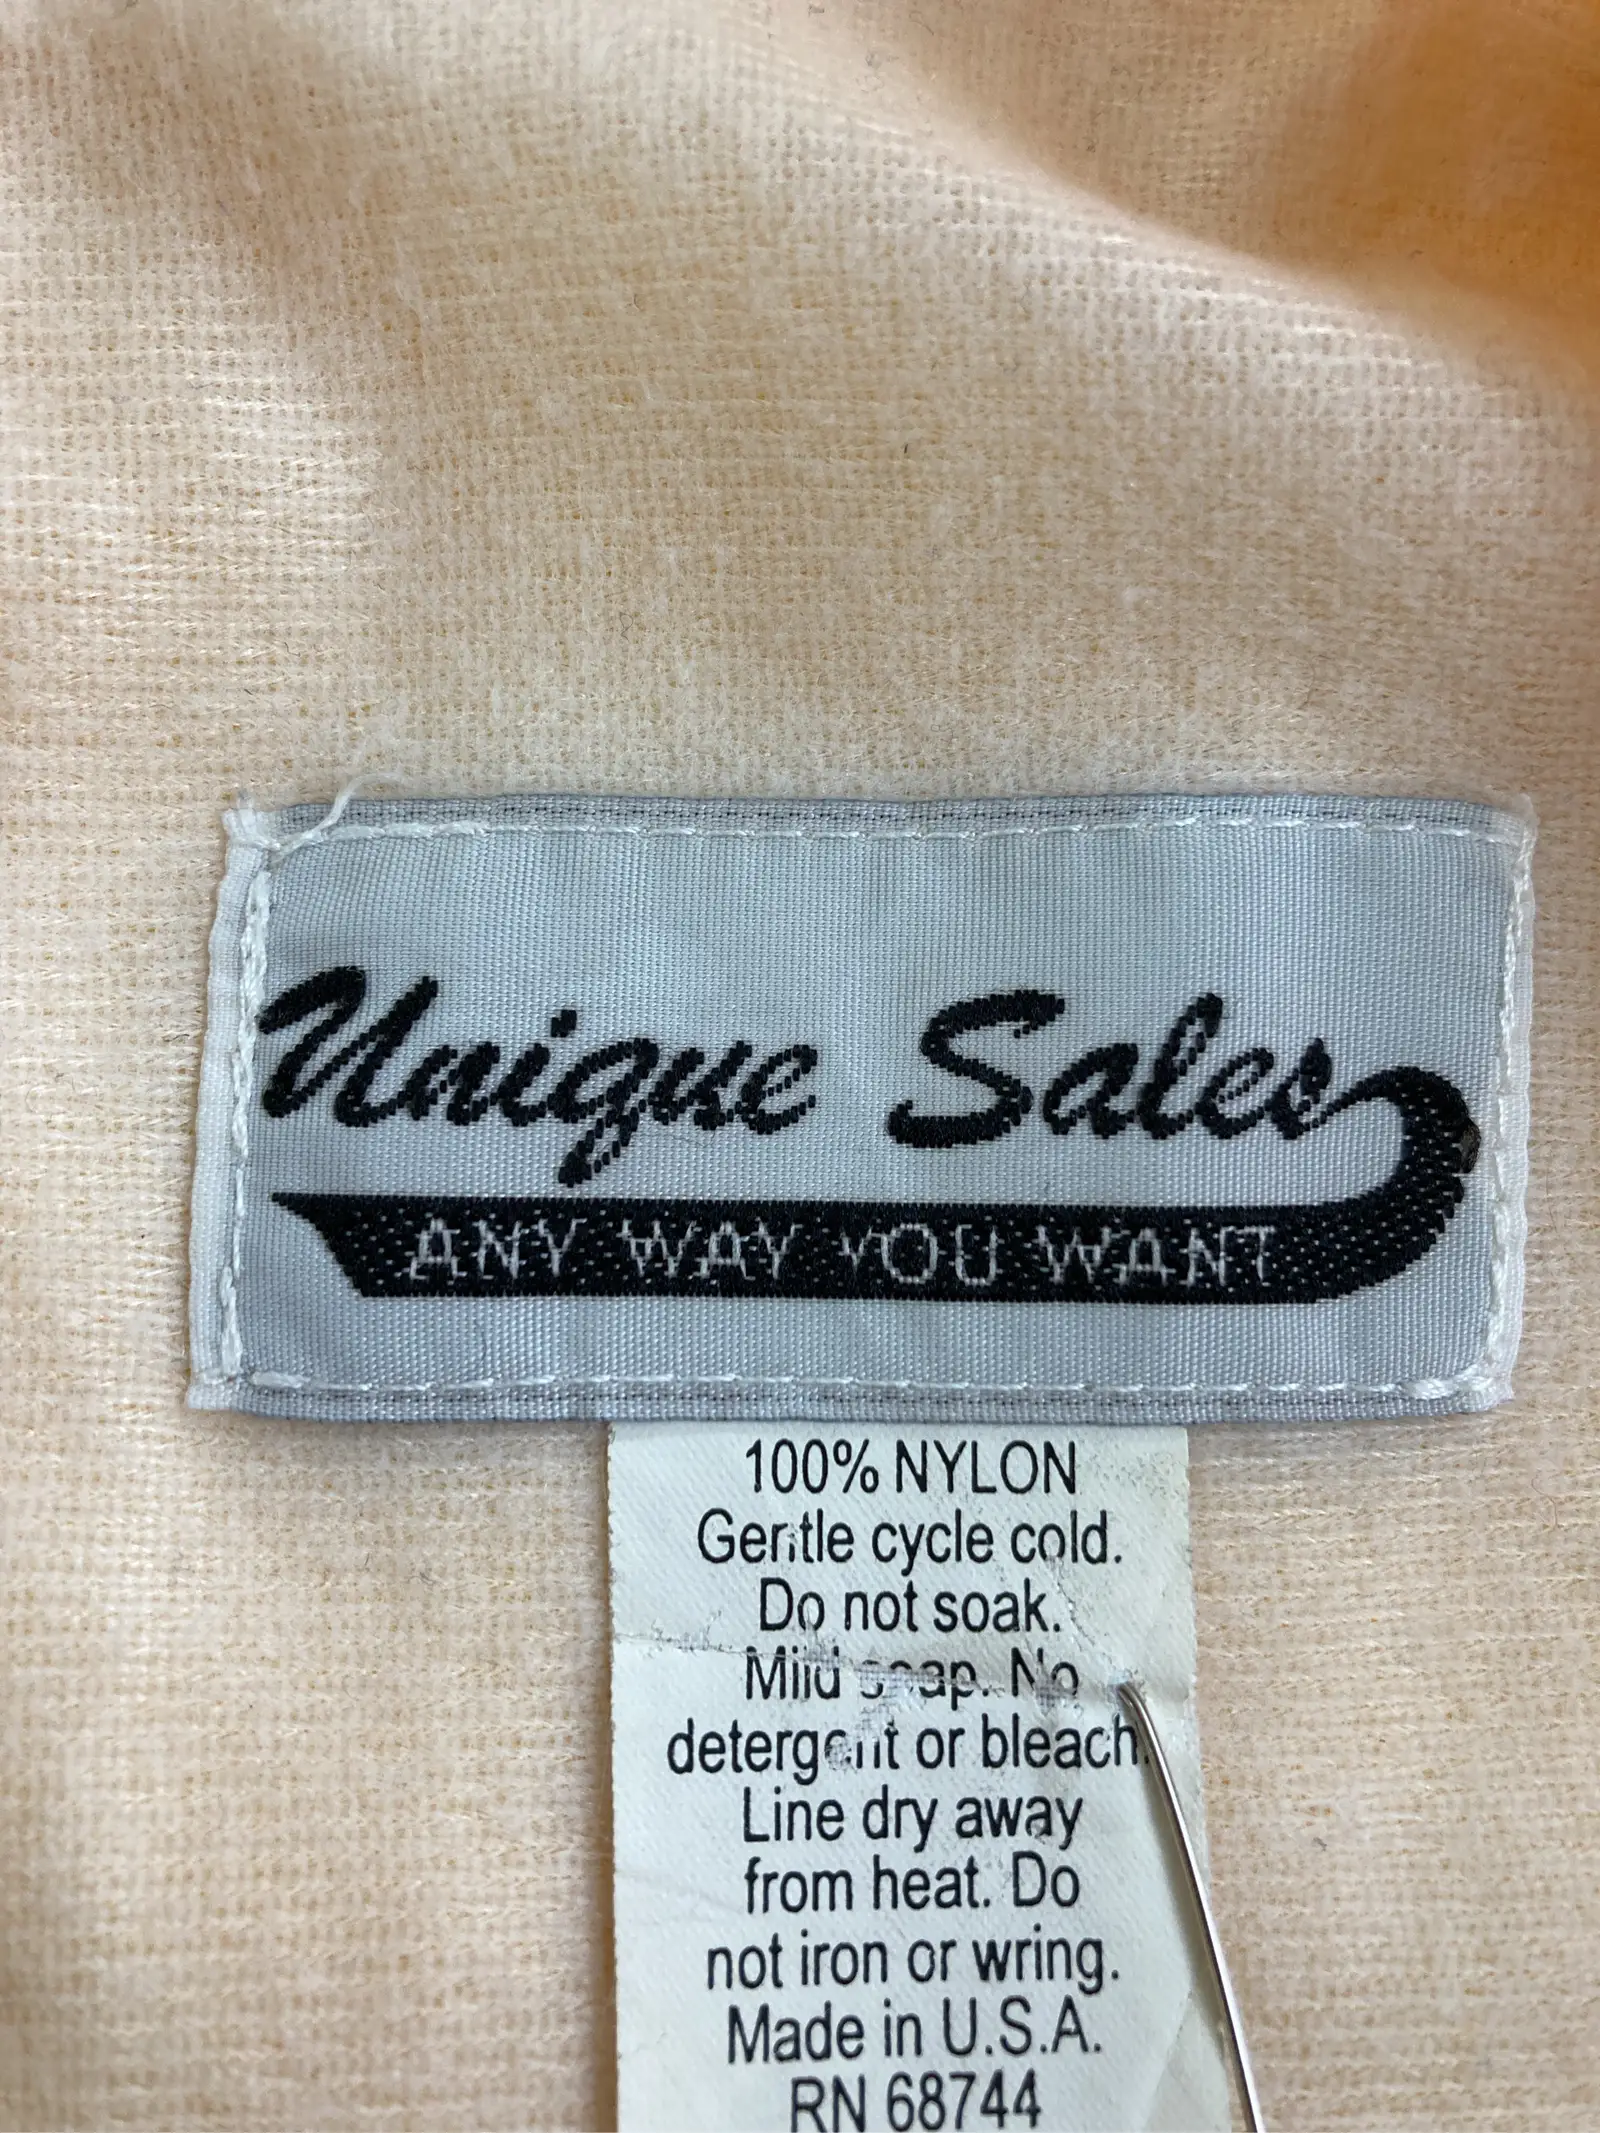 Unique Sales
ANY WAY YOU WANT
100% NYLON
Gentle cycle cold.
Do not soak.
Mild soap. No
detergent or bleach.
Line dry away
from heat. Do
not iron or wring.
Made in U.S.A.
RN 68744